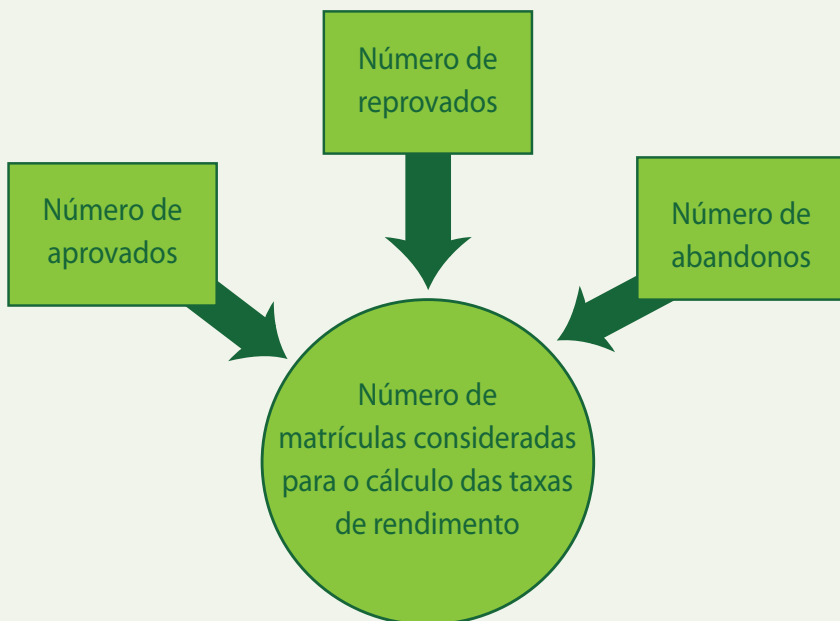 Número de
reprovados
Número de
aprovados
Número de
abandonos
Número de
matrículas consideradas
para o cálculo das taxas
de rendimento